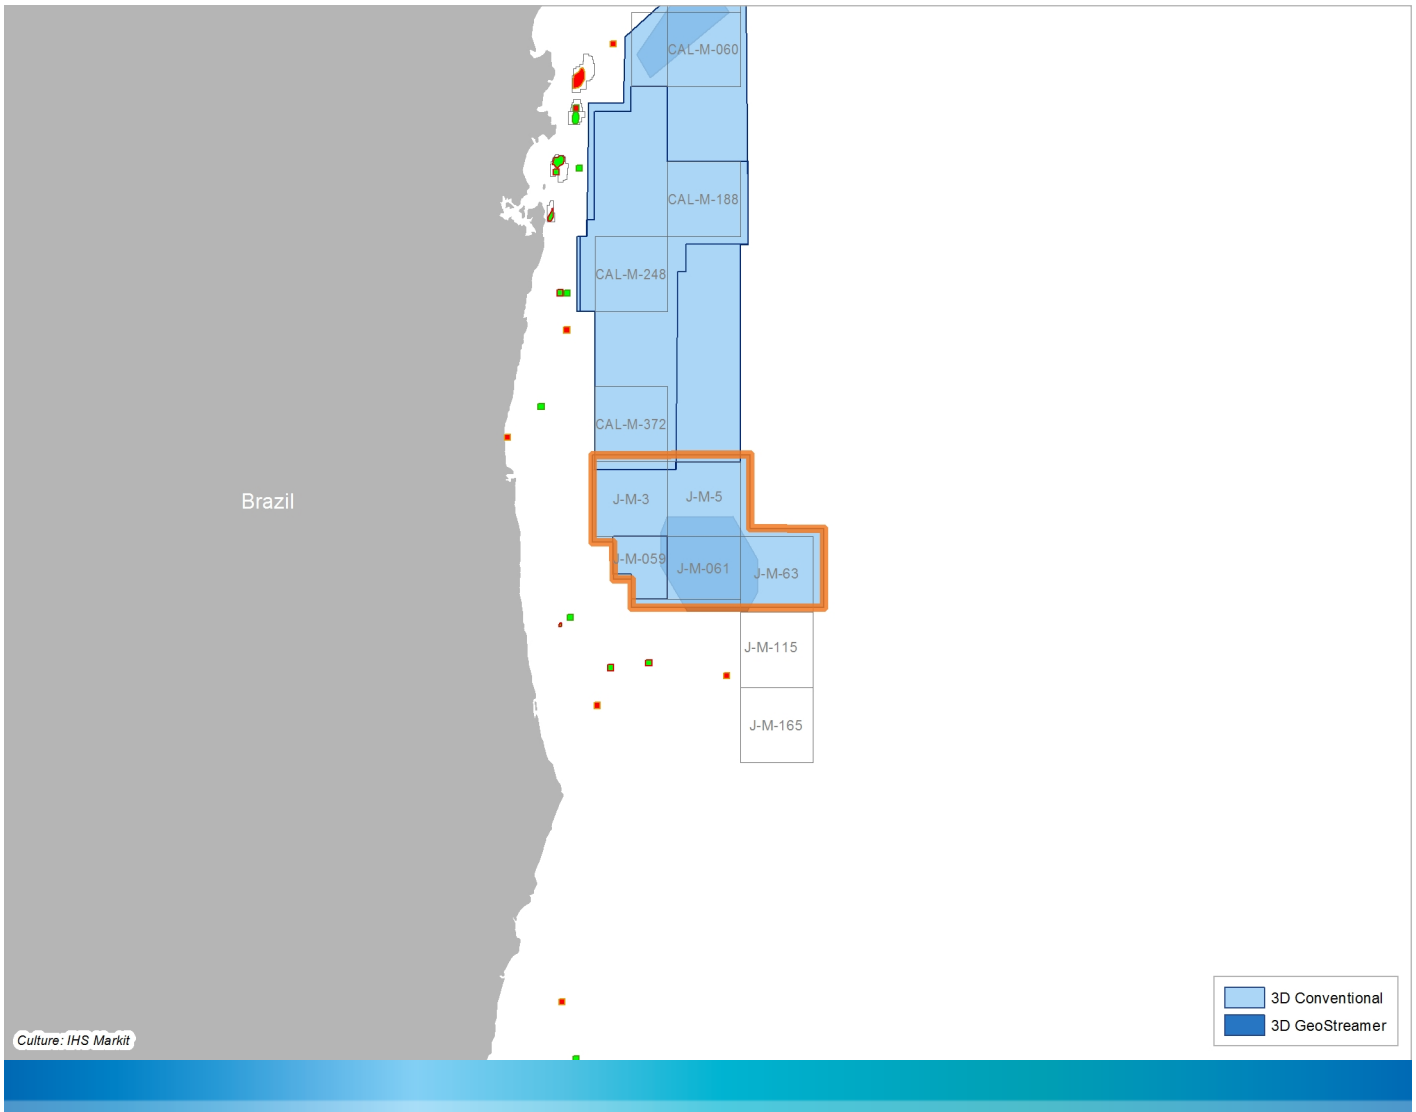 CAL-M-060
CAL-M-188
CAL-M-248
CAL-M-372
J-M-3
J-M-5
Brazil
J-M-059
J-M-061
J-M-63
J-M-115
J-M-165
3D Conventional
3D GeoStreamer
Culture: IHS Markit